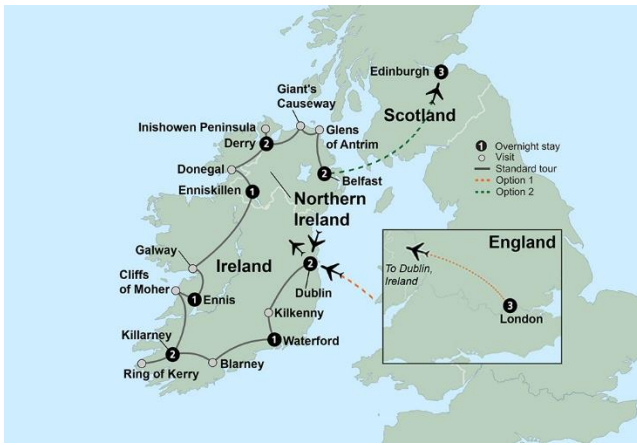 Edinburgh 3
Giant's
Causeway
Scotland
Inishowen Peninsula
Glens
of Antrim
Derry 2
1 Overnight stay
Visit
Standard tour
Option 1
Option 2
Donegal
2
Belfast
Enniskillen 1
Northern
Ireland
England
Galway
Ireland
To Dublin,
Ireland
Cliffs
of Moher
2
Dublin
1 Ennis
3
London
Kilkenny
Killarney
2
1 Waterford
Blarney
Ring of Kerry